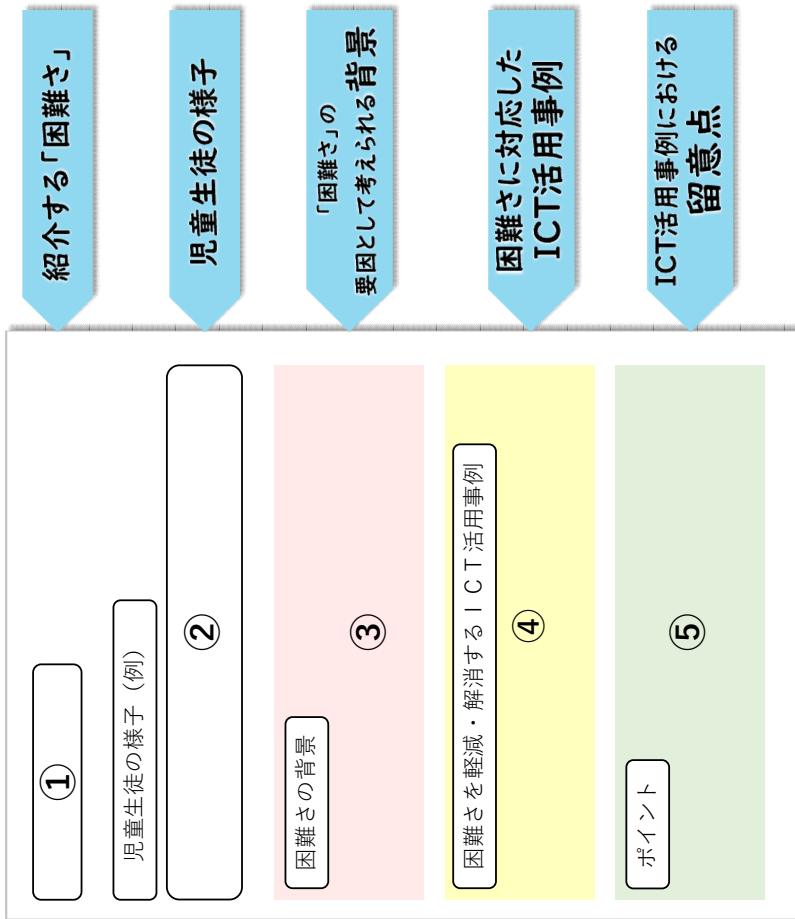 ①
児童生徒の様子（例）
②
困難さの背景
③
困難さを軽減・解消するＩＣＴ活用事例
④
ポイント
⑤
紹介する「困難さ」
児童生徒の様子
「困難さ」の
要因として考えられる背景
困難さに対応した
ICT活用事例
ICT活用事例における
留意点